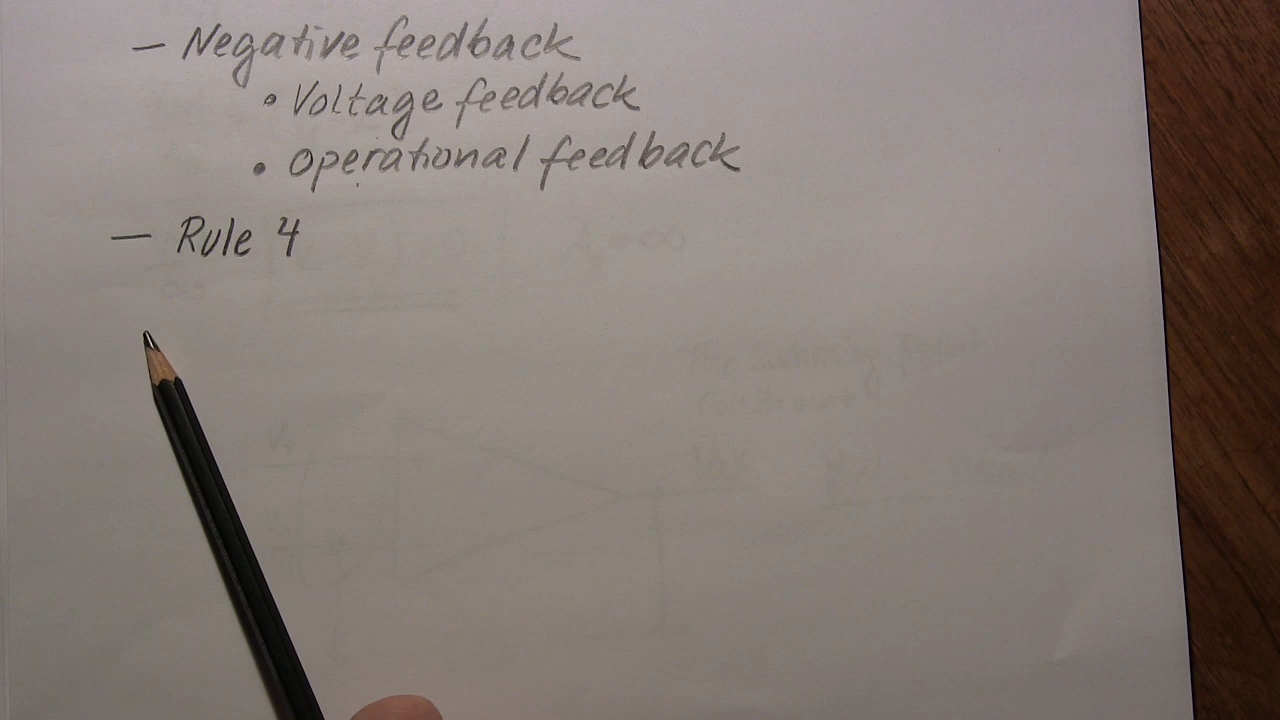 — Negative feedback
• Voltage feedback
• Operational feedback
— Rule 4